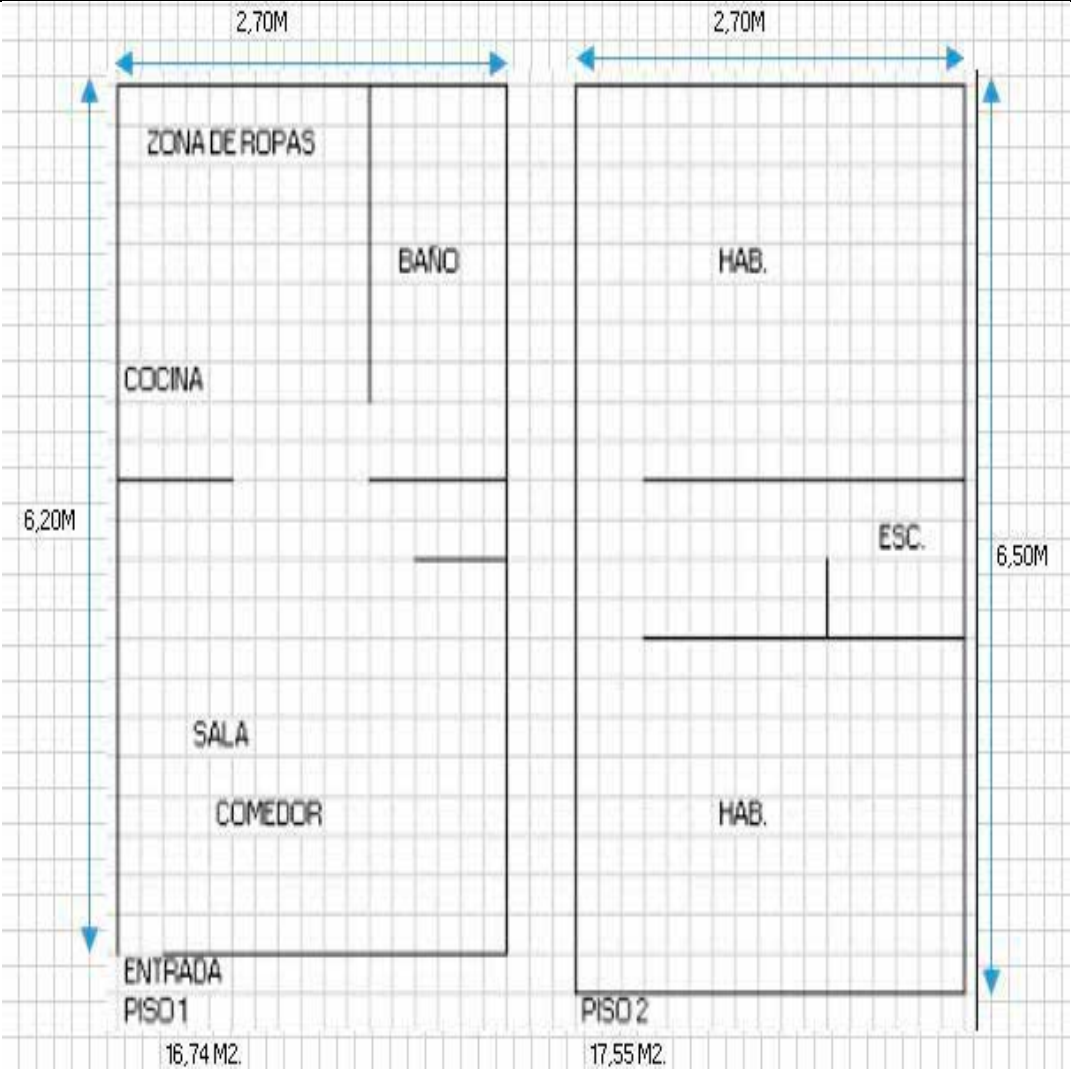 2,70M
2,70M
ZONA DE ROPAS
BAÑO
HAB.
COCINA
6,20M
ESC.
6,50M
SALA
COMEDOR
HAB.
ENTRADA
PISO 1
PISO 2
16,74 M2.
17,55 M2.